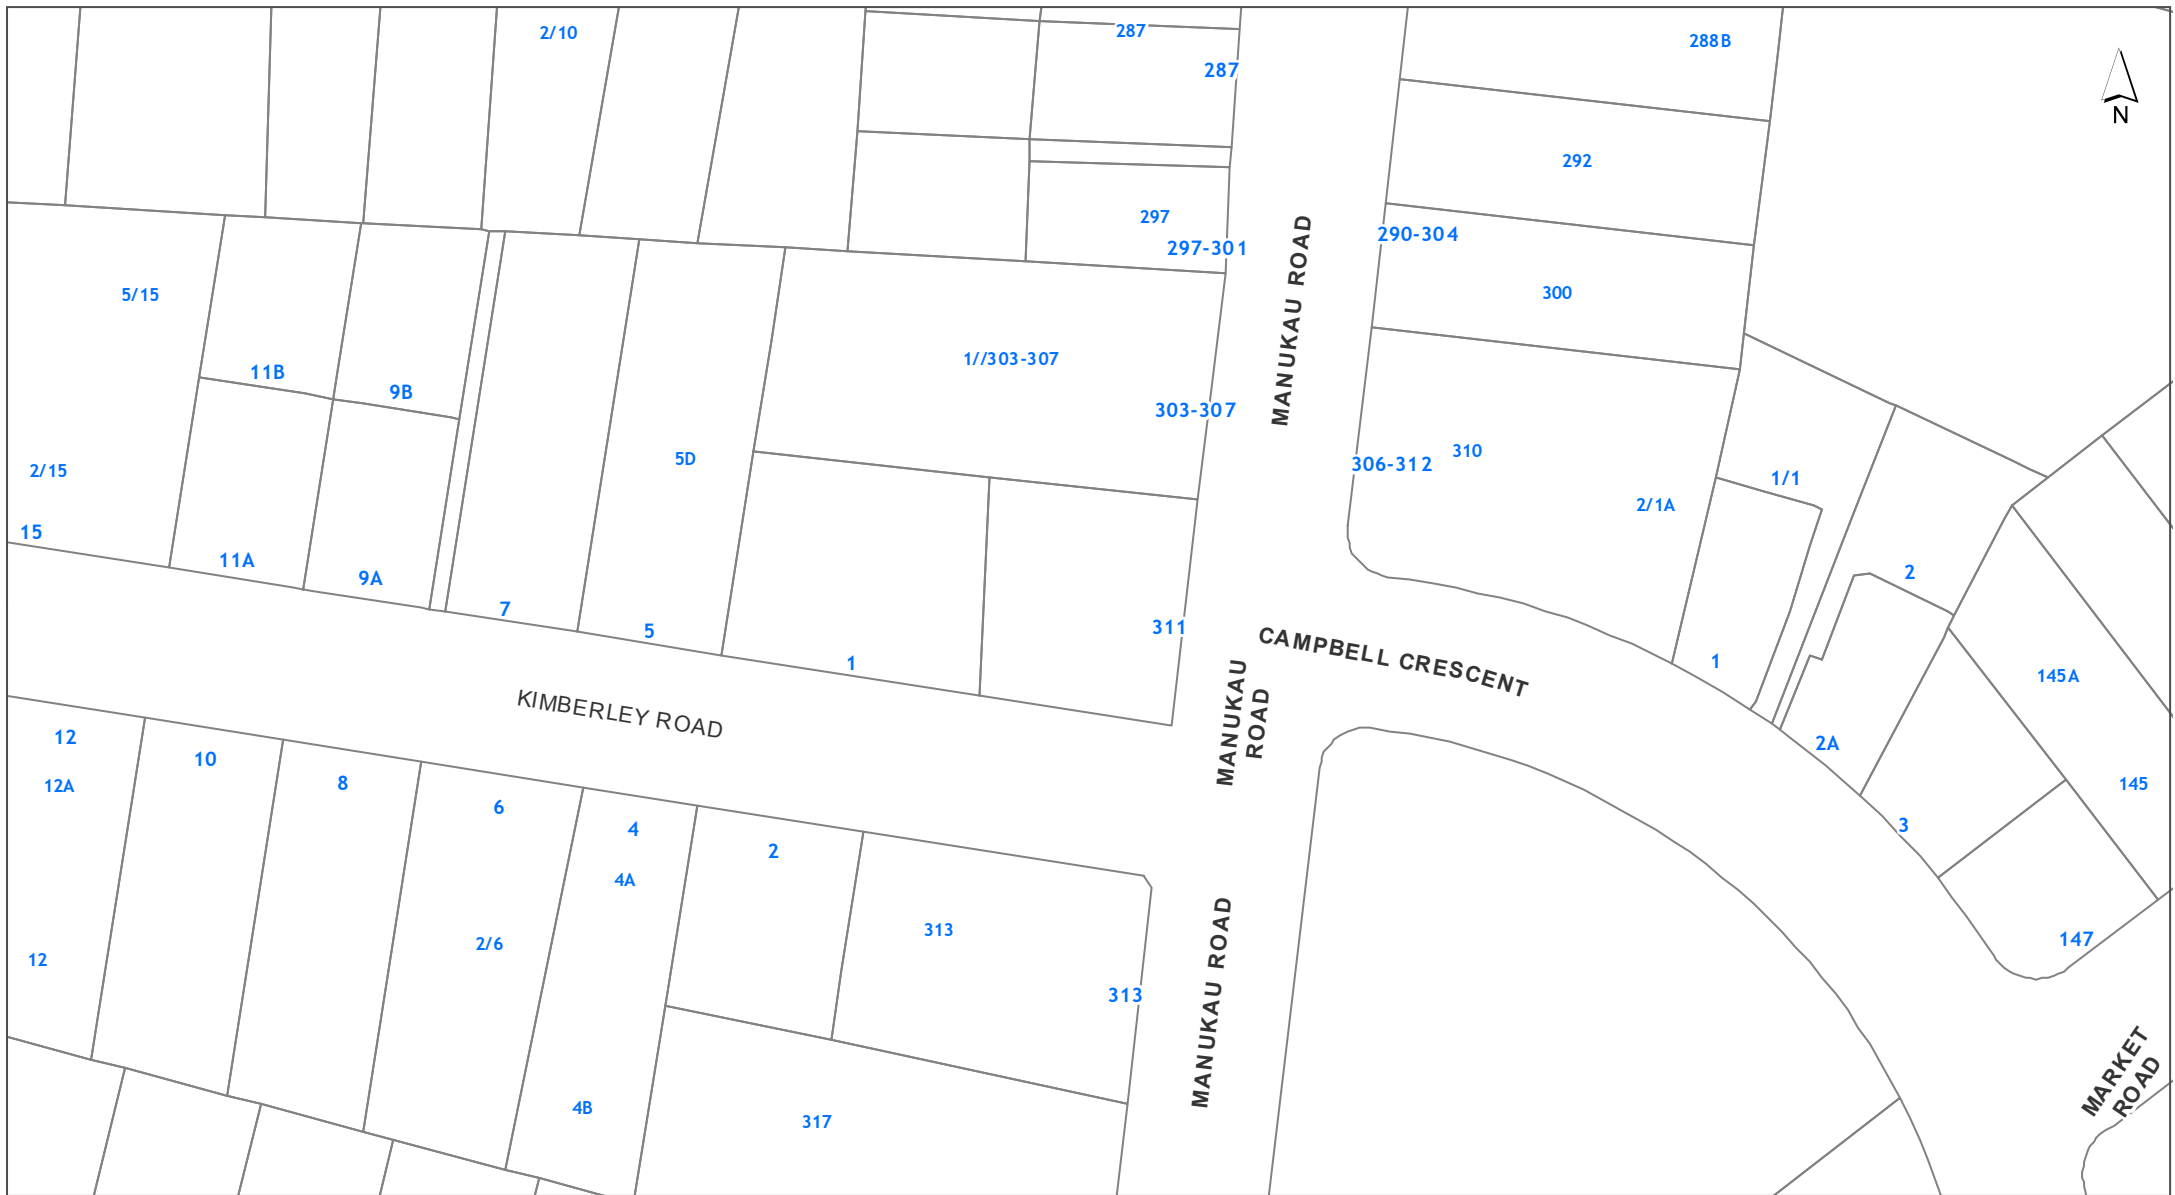 2/10
287
288B
287
N
292
297
297-301
290-304
MANUKAU ROAD
5/15
300
1//303-307
11B
9B
303-307
310
5D
306-312
2/15
1/1
2/1A
15
11A
9A
2
7
311
5
CAMPBELL CRESCENT
1
1
145A
KIMBERLEY ROAD
MANUKAU
ROAD
12
2A
10
12A
8
145
6
4
3
2
4A
313
147
2/6
12
313
MANUKAU ROAD
MARKET
ROAD
4B
317